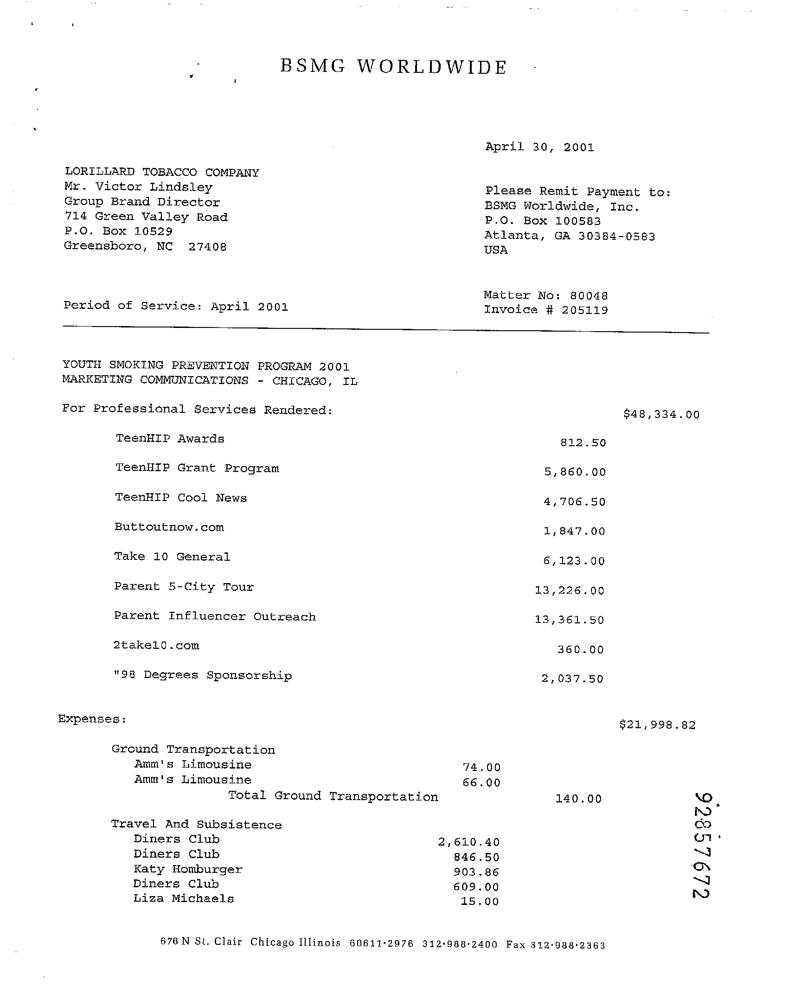 BSMG WORLDWIDE
April 30, 2001
LORILLARD TOBACCO COMPANY
Mr. Victor Lindsley
Group Brand Director
714 Green Valley Road
P.O. Box 10529
Greensboro, NC 27408
Please Remit Payment to:
BSMG Worldwide, Inc.
P.O. Box 100583
Atlanta, GA 30384-0583
USA
Matter No: 80048
Period of Service: April 2001
Invoice # 205119
YOUTH SMOKING PREVENTION PROGRAM 2001
MARKETING COMMUNICATIONS - CHICAGO, IL
For Professional Services Rendered: $48,334.00
TeenHIP Awards 812.50
TeenHIP Grant Program 5,860.00
TeenHIP Cool News 4,706.50
Buttoutnow.com 1,847.00
Take 10 General 6,123.00
Parent 5-City Tour 13,226.00
Parent Influencer Outreach 13,361.50
2take10.com 360.00
"98 Degrees Sponsorship 2,037.50
Expenses: $21,998.82
Ground Transportation
Amm's Limousine 74.00
Amm's Limousine 66.00
Total Ground Transportation 140.00
Travel And Subsistence
Diners Club 2,610.40
Diners Club 846.50
Katy Homburger 903.86
Diners Club 609.00
Liza Michaels 15.00
92857672
676 N St. Clair Chicago Illinois 60611·2976 312·988·2400 Fax 312·988·2363